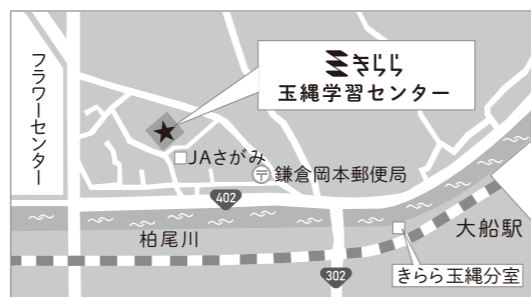 きらら
玉縄学習センター
フラワーセンター
JAさがみ
〒鎌倉岡本郵便局
402
柏尾川
大船駅
302
きらら玉縄分室